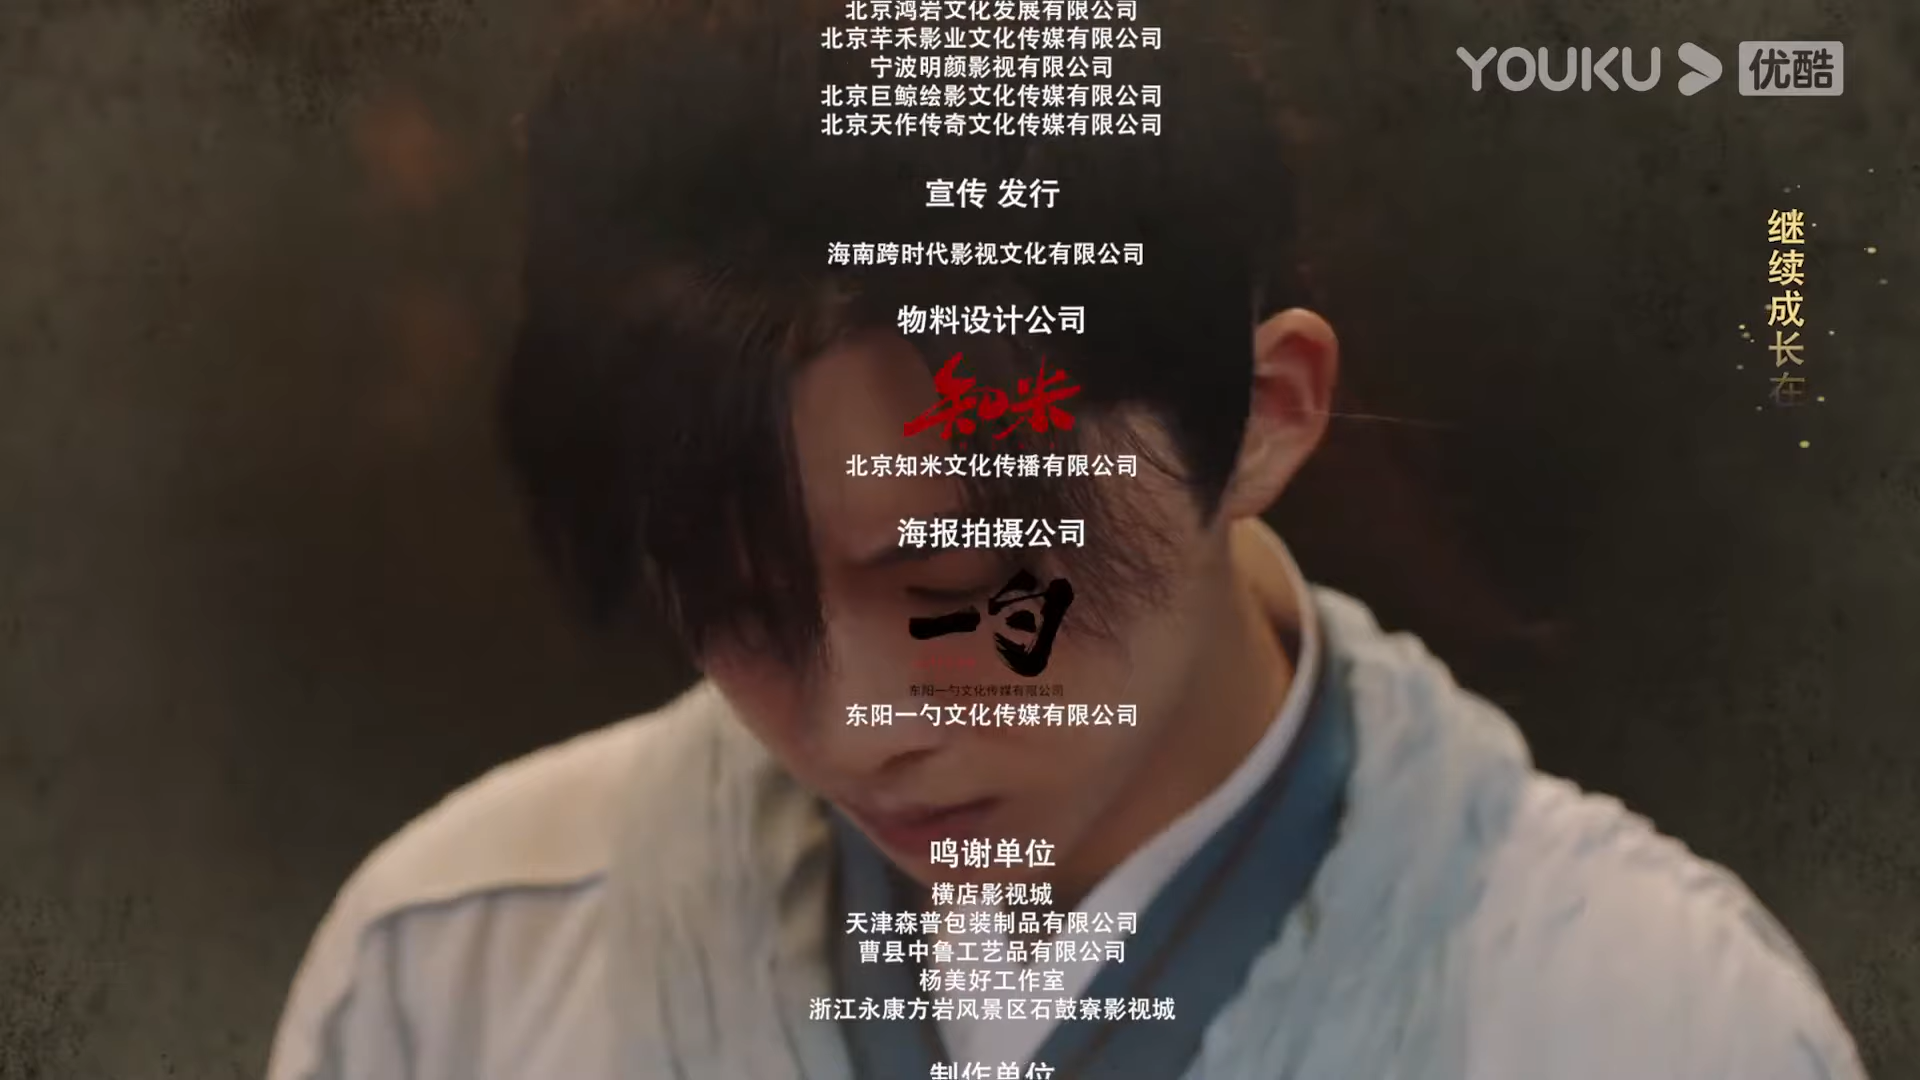 北京鸿岩文化发展有限公司
北京芊禾影业文化传媒有限公司
宁波明颜影视有限公司
北京巨鲸绘影文化传媒有限公司
北京天作传奇文化传媒有限公司
YOUKU 优酷
宣传 发行
海南跨时代影视文化有限公司
继续成长在
物料设计公司
知米
北京知米文化传播有限公司
海报拍摄公司
一勺
东阳一勺文化传媒有限公司
东阳一勺文化传媒有限公司
鸣谢单位
横店影视城
天津森普包装制品有限公司
曹县中鲁工艺品有限公司
杨美好工作室
浙江永康方岩风景区石鼓寮影视城
制作单位